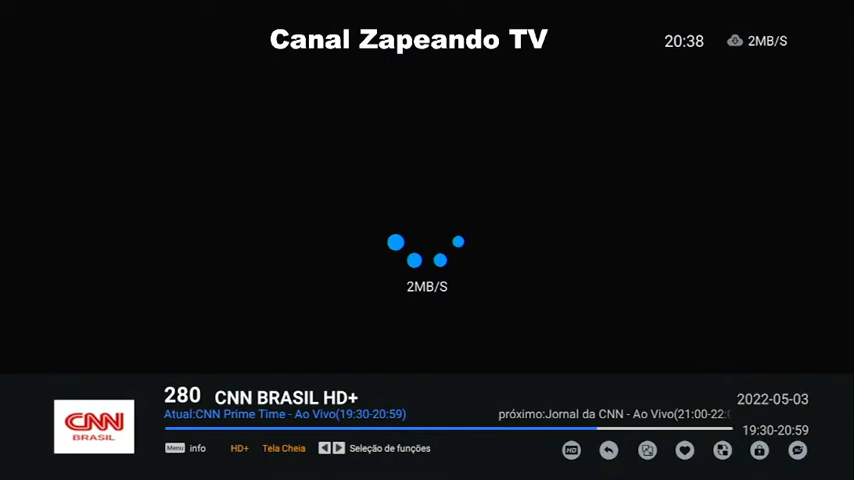 Canal Zapeando TV
20:38
2MB/S
2MB/S
CNN
BRASIL
280 CNN BRASIL HD+
2022-05-03
Atual:CNN Prime Time - Ao Vivo(19:30-20:59)
próximo:Jornal da CNN - Ao Vivo(21:00-22:
19:30-20:59
Menu info HD+ Tela Cheia Seleção de funções
HD